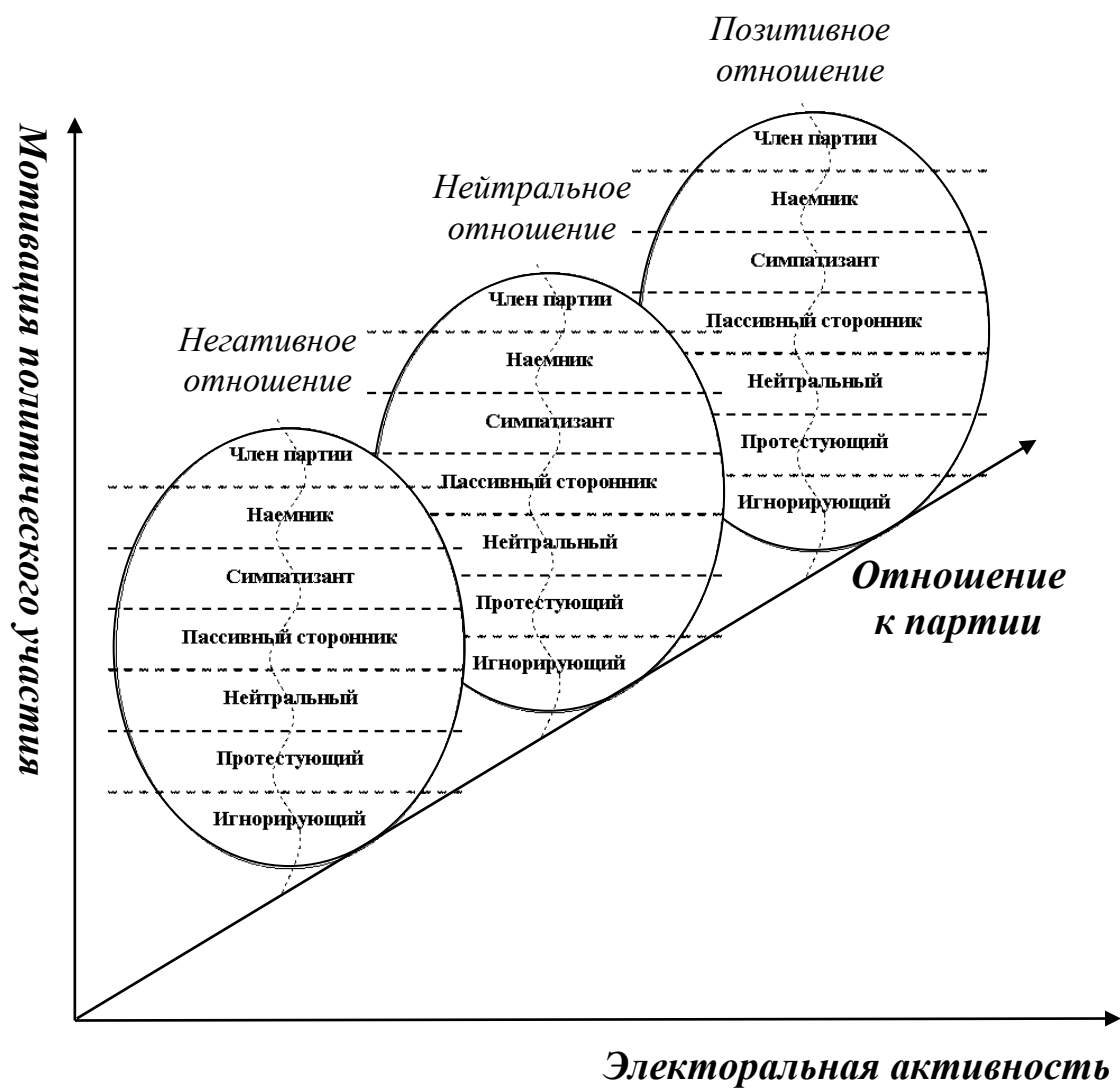 Позитивное
отношение
Член партии
Наемник
Симпатизант
Пассивный сторонник
Нейтральный
Протестующий
Игнорирующий
Нейтральное
отношение
Член партии
Наемник
Симпатизант
Пассивный сторонник
Нейтральный
Протестующий
Игнорирующий
Негативное
отношение
Член партии
Наемник
Симпатизант
Пассивный сторонник
Нейтральный
Протестующий
Игнорирующий
Мотивация политического участия
Отношение
к партии
Электоральная активность